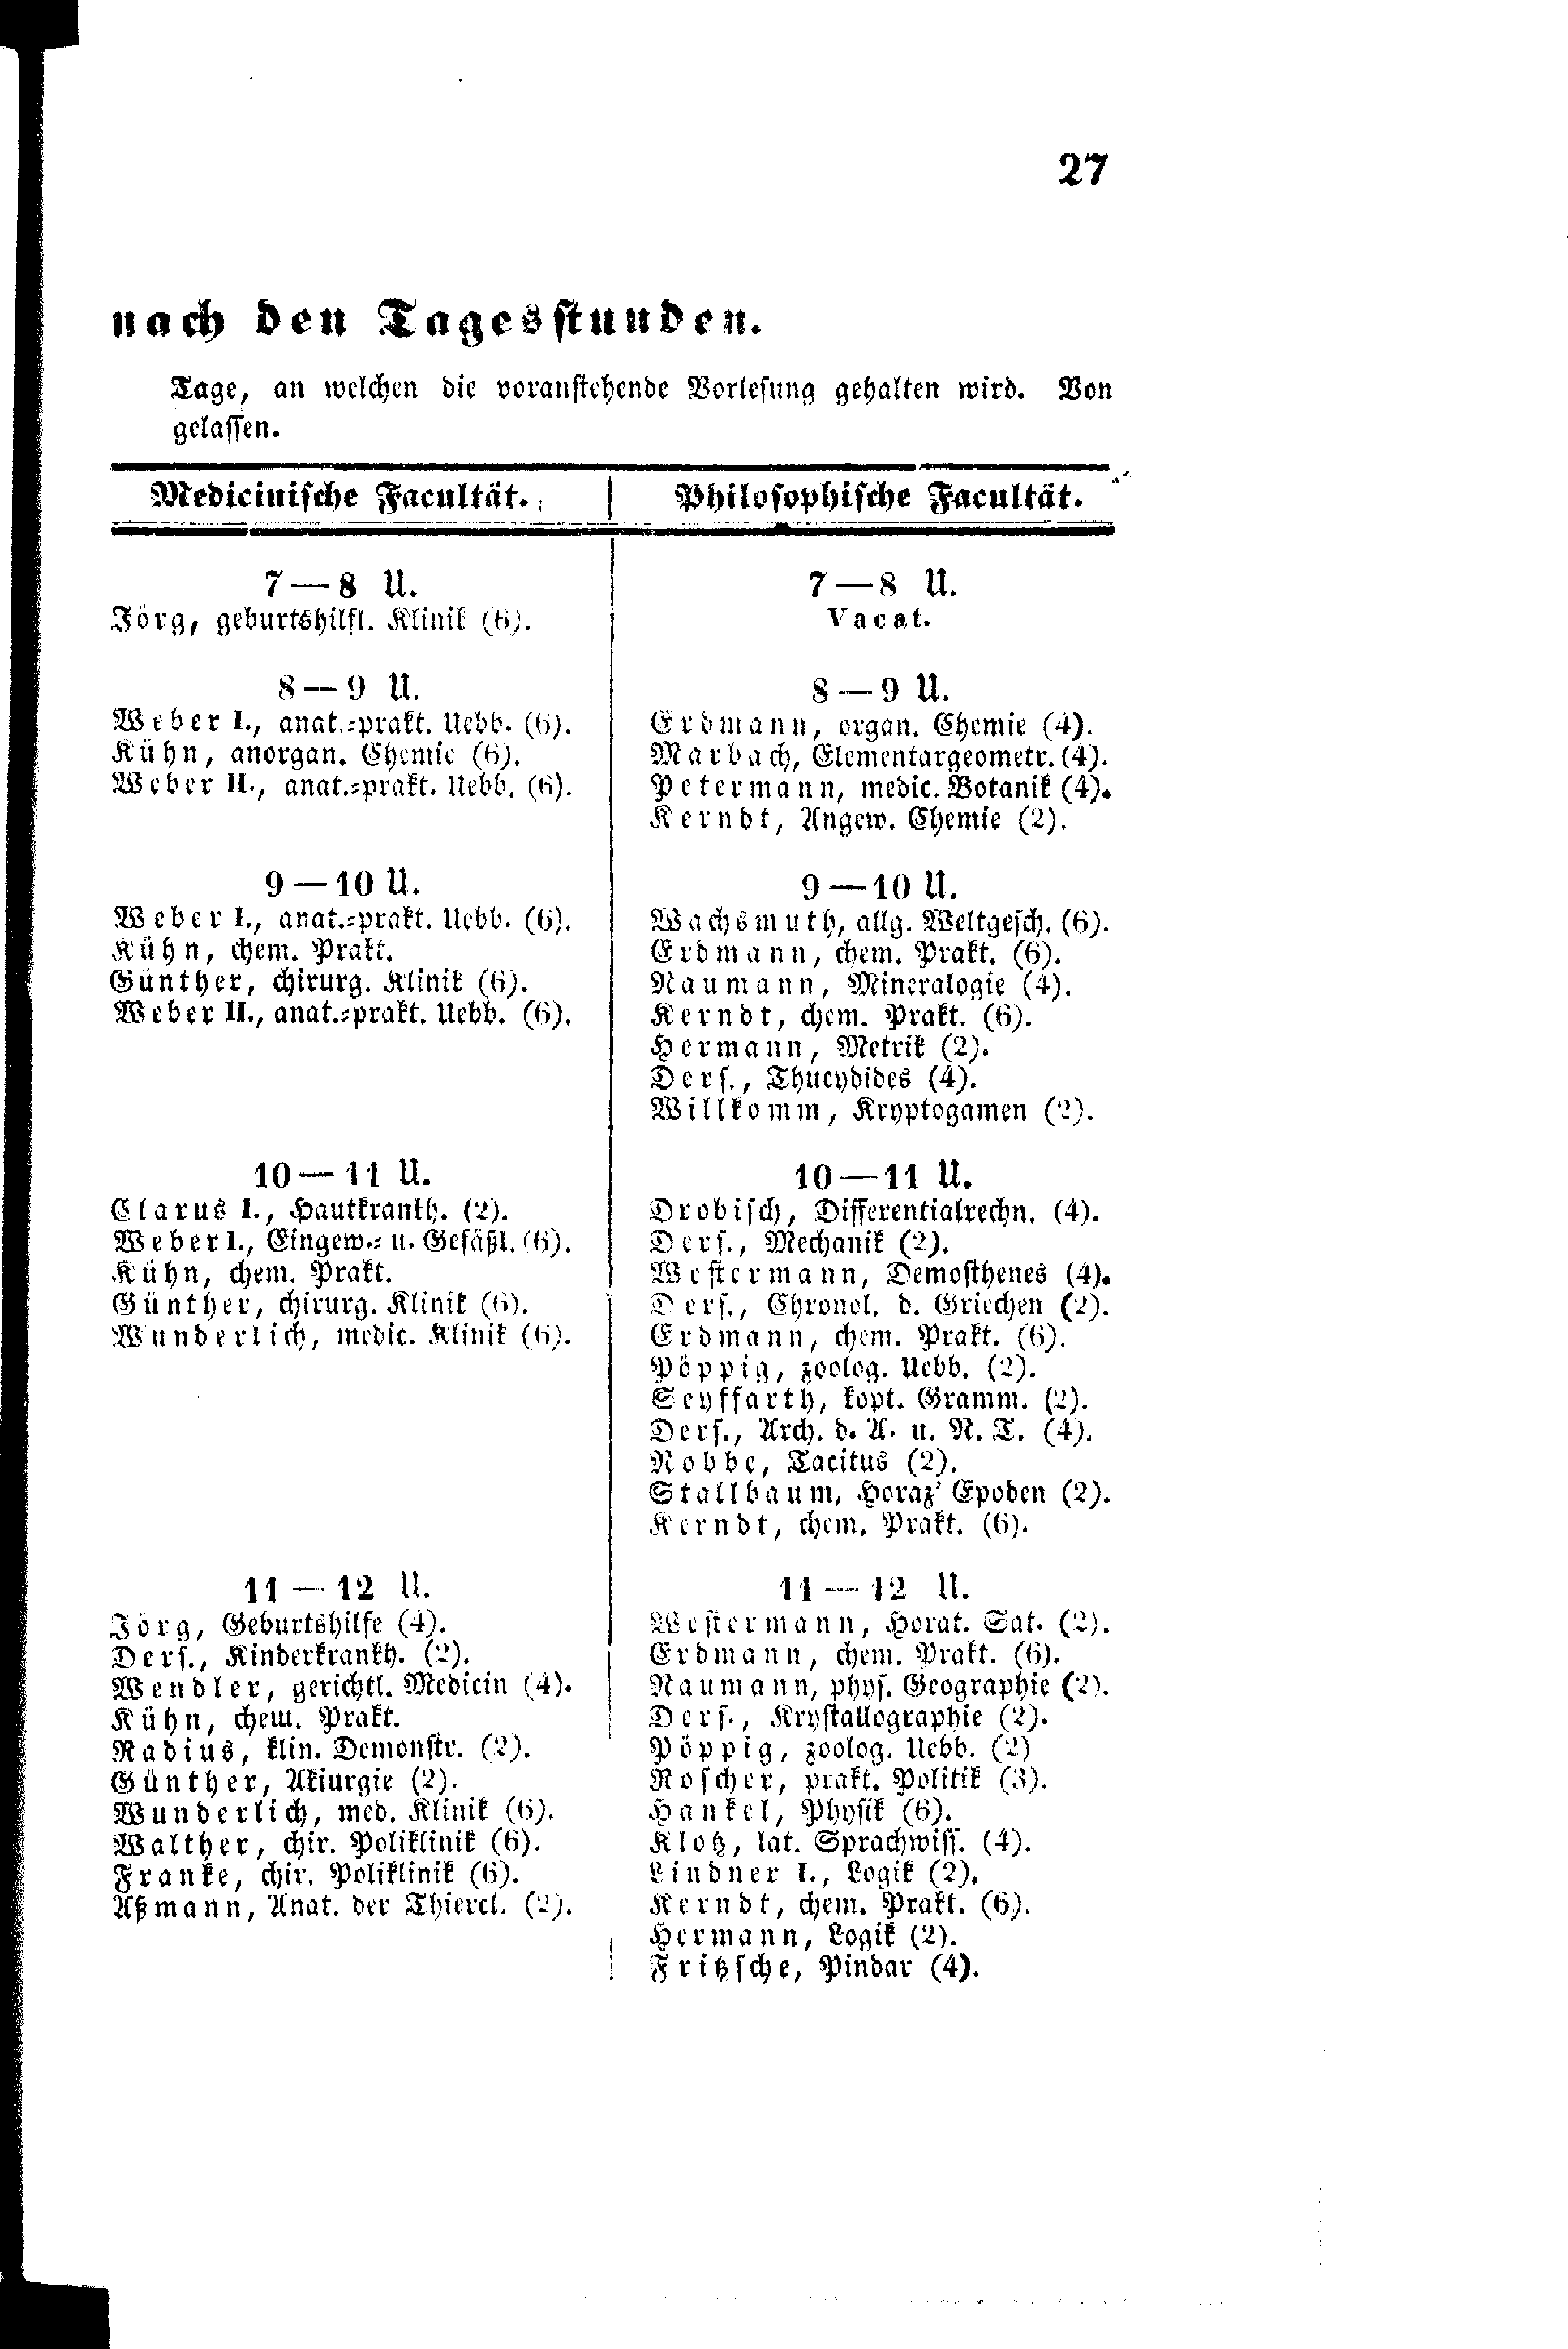 27
nach den Tagesstunden.
Tage, an welchen die voranstehende Vorlesung gehalten wird. Von
gelassen.
Medicinische Facultät.
7—8 U.
Jörg, geburtshilfl. Klinik (6).
8—9 U.
Weber I., anat.-prakt. Uebb. (6).
Kühn, anorgan. Chemie (6).
Weber II., anat.-prakt. Uebb. (6).
9—10 U.
Weber I., anat.-prakt. Uebb. (6).
Kühn, chem. Prakt.
Günther, chirurg. Klinik (6).
Weber II., anat.-prakt. Uebb. (6).
10—11 U.
Clarus I., Hautkrankh. (2).
Weber I., Eingew.- u. Gefäßl. (6).
Kühn, chem. Prakt.
Günther, chirurg. Klinik (6).
Wunderlich, medic. Klinik (6).
11—12 U.
Jörg, Geburtshilfe (4).
Ders., Kinderkrankh. (2).
Wendler, gerichtl. Medicin (4).
Kühn, chem. Prakt.
Radius, klin. Demonstr. (2).
Günther, Akiurgie (2).
Wunderlich, med. Klinik (6).
Walther, chir. Poliklinik (6).
Franke, chir. Poliklinik (6).
Aßmann, Anat. der Thiercl. (2).
Philosophische Facultät.
7—8 U.
Vacat.
8—9 U.
Erdmann, organ. Chemie (4).
Marbach, Elementargeometr. (4).
Petermann, medic. Botanik (4).
Kerndt, Angew. Chemie (2).
9—10 U.
Wachsmuth, allg. Weltgesch. (6).
Erdmann, chem. Prakt. (6).
Naumann, Mineralogie (4).
Kerndt, chem. Prakt. (6).
Hermann, Metrik (2).
Ders., Thucydides (4).
Willkomm, Kryptogamen (2).
10—11 U.
Drobisch, Differentialrechn. (4).
Ders., Mechanik (2).
Westermann, Demosthenes (4).
Ders., Chronol. d. Griechen (2).
Erdmann, chem. Prakt. (6).
Pöppig, zoolog. Uebb. (2).
Seyffarth, kopt. Gramm. (2).
Ders., Arch. d. A. u. N. T. (4).
Nobbe, Tacitus (2).
Stallbaum, Horaz' Epoden (2).
Kerndt, chem. Prakt. (6).
11—12 U.
Westermann, Horat. Sat. (2).
Erdmann, chem. Prakt. (6).
Naumann, phys. Geographie (2).
Ders., Krystallographie (2).
Pöppig, zoolog. Uebb. (2)
Roscher, prakt. Politik (3).
Hankel, Physik (6).
Klotz, lat. Sprachwiss. (4).
Lindner I., Logik (2).
Kerndt, chem. Prakt. (6).
Hermann, Logik (2).
Fritzsche, Pindar (4).